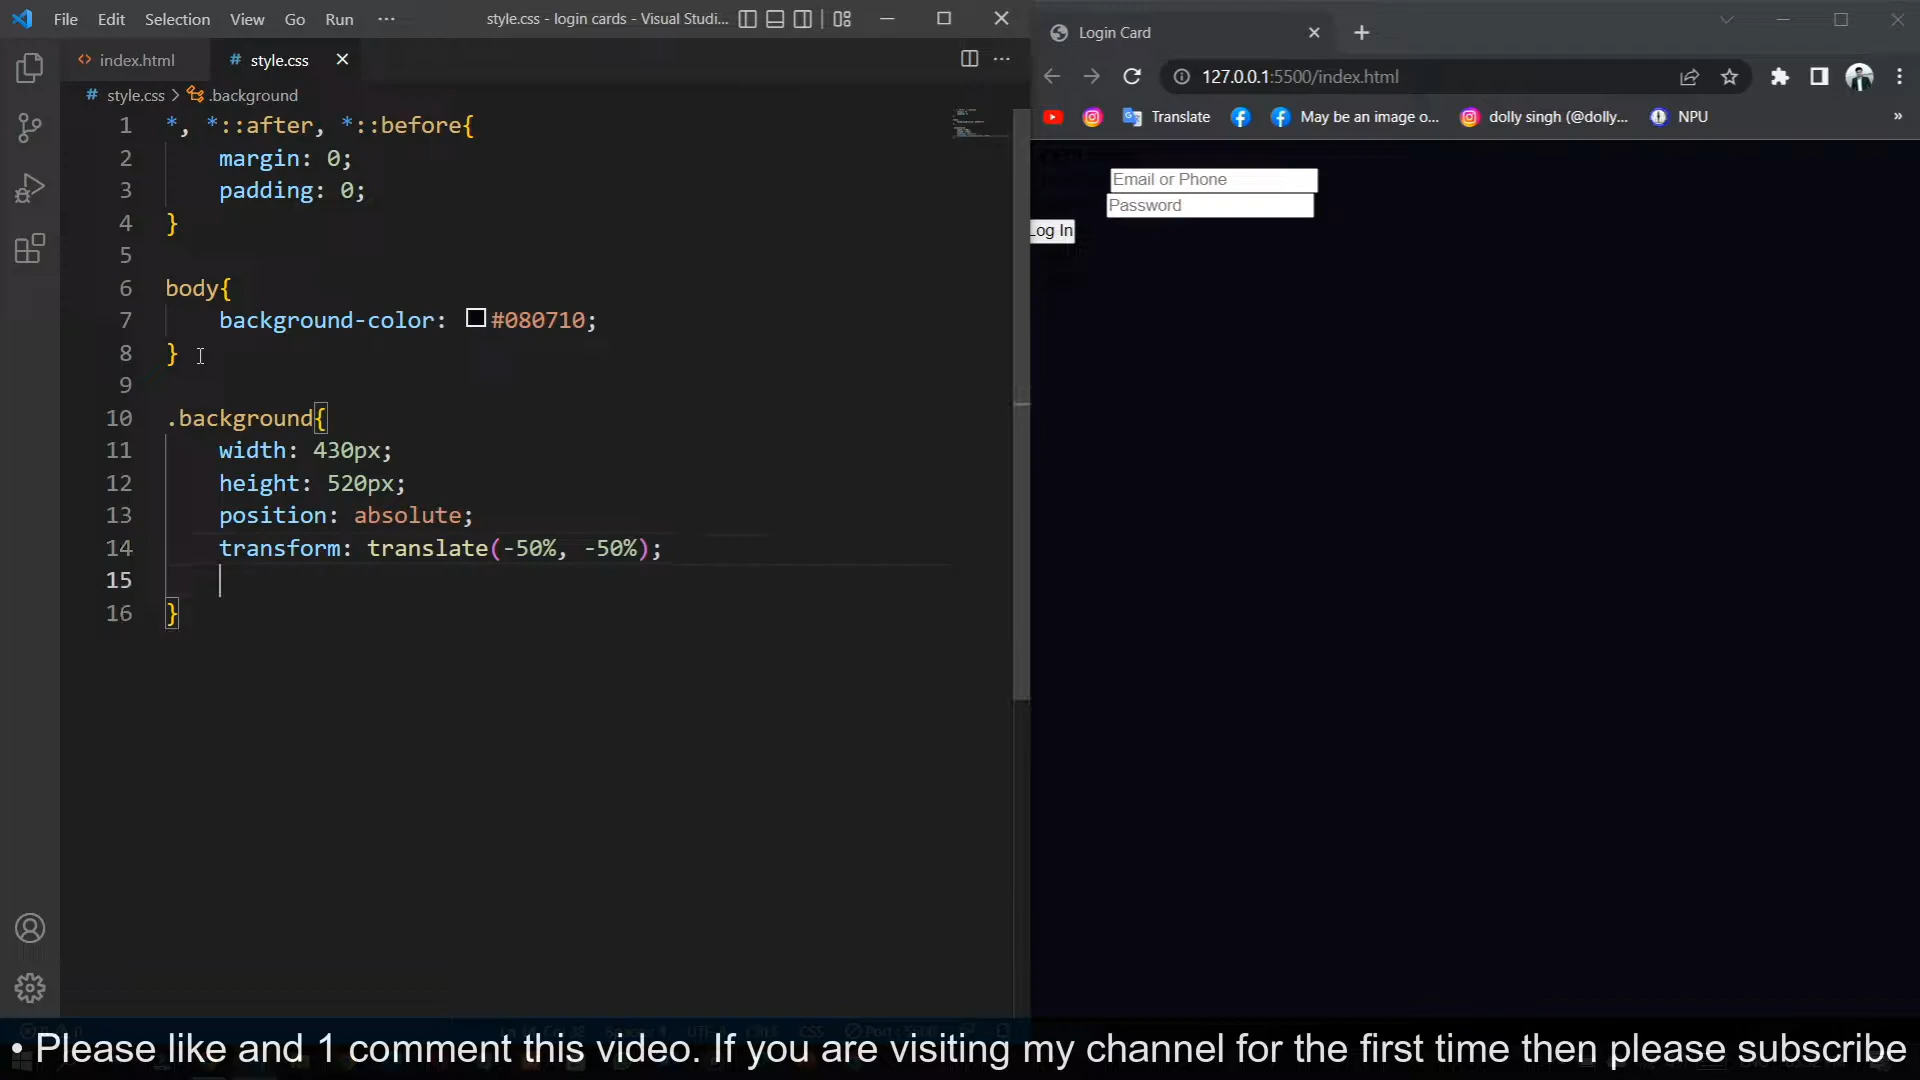 File Edit Selection View Go Run ··· style.css - login cards - Visual Studi...
index.html # style.css
# style.css > .background
1 *, *::after, *::before{
2 margin: 0;
3 padding: 0;
4 }
5
6 body{
7 background-color: #080710;
8 }
9
10 .background{
11 width: 430px;
12 height: 520px;
13 position: absolute;
14 transform: translate(-50%, -50%);
15
16 }
Login Card
127.0.0.1:5500/index.html
Translate May be an image o... dolly singh (@dolly... NPU »
Email or Phone
Password
Log In
• Please like and 1 comment this video. If you are visiting my channel for the first time then please subscribe